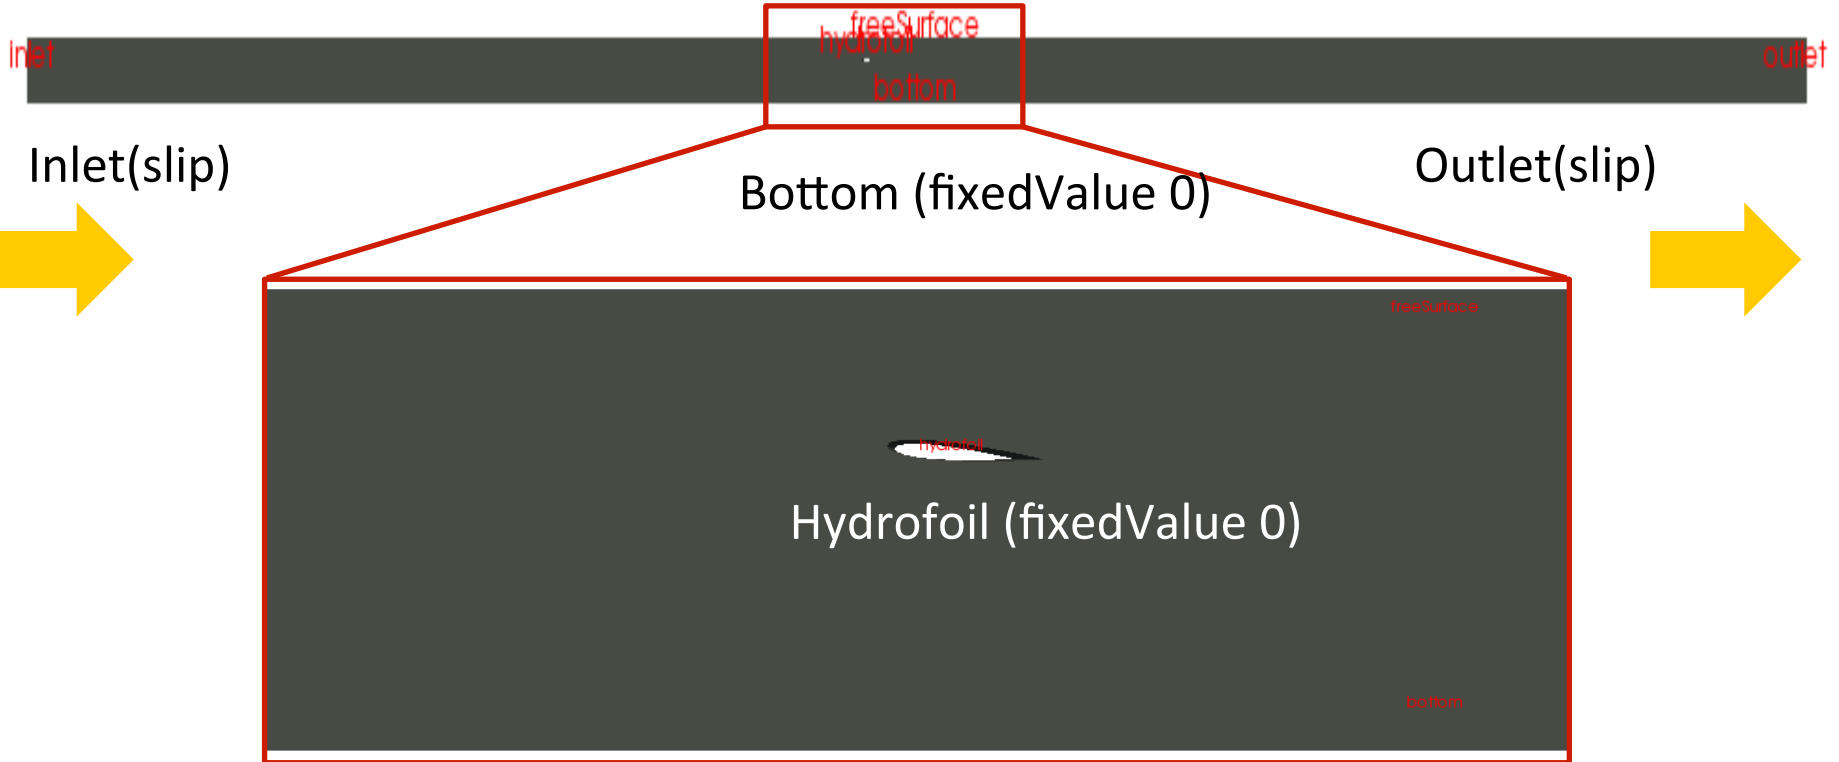 freeSurface
hydrofoil
inlet
outlet
bottom
Inlet(slip)
Outlet(slip)
Bottom (fixedValue 0)
freeSurface
hydrofoil
Hydrofoil (fixedValue 0)
bottom